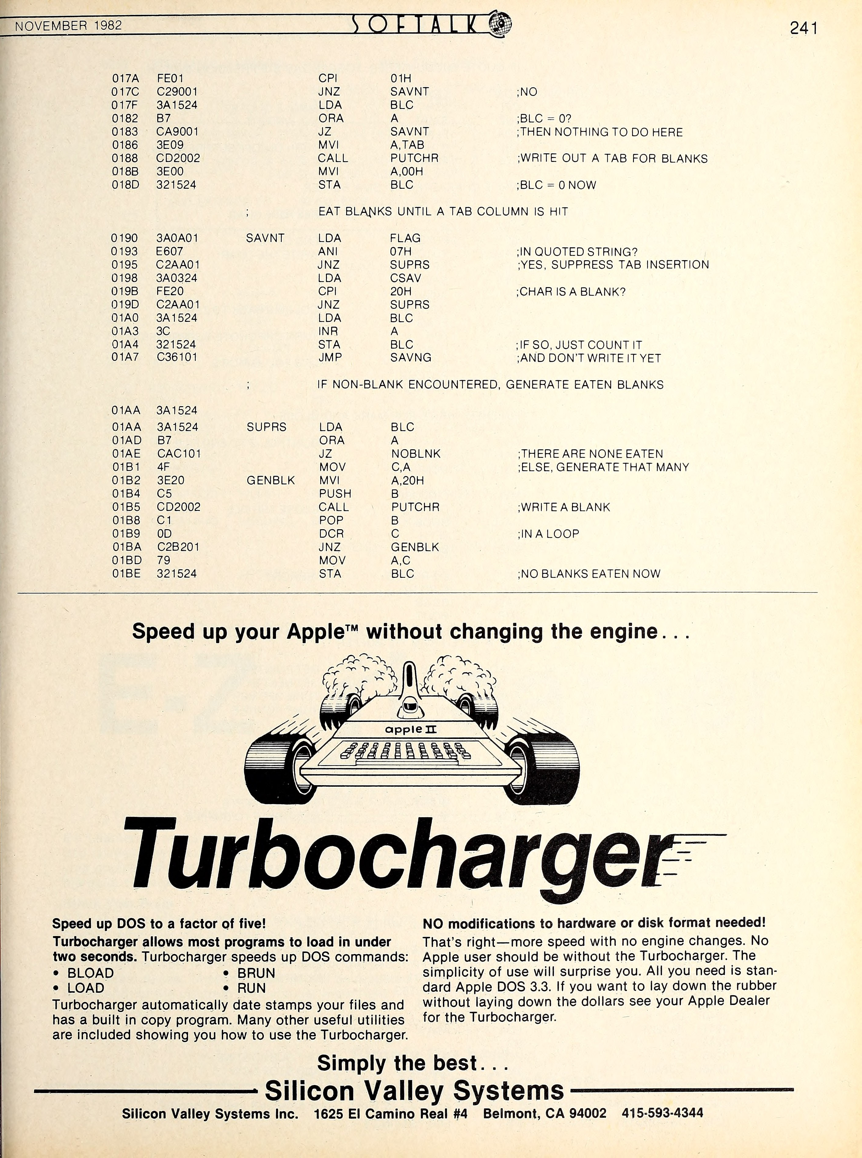 NOVEMBER 1982 SOFTALK 241
017A FE01 CPI 01H
017C C29001 JNZ SAVNT ;NO
017F 3A1524 LDA BLC
0182 B7 ORA A ;BLC = 0?
0183 CA9001 JZ SAVNT ;THEN NOTHING TO DO HERE
0186 3E09 MVI A,TAB
0188 CD2002 CALL PUTCHR ;WRITE OUT A TAB FOR BLANKS
018B 3E00 MVI A,00H
018D 321524 STA BLC ;BLC = 0 NOW
; EAT BLANKS UNTIL A TAB COLUMN IS HIT
0190 3A0A01 SAVNT LDA FLAG
0193 E607 ANI 07H ;IN QUOTED STRING?
0195 C2AA01 JNZ SUPRS ;YES, SUPPRESS TAB INSERTION
0198 3A0324 LDA CSAV
019B FE20 CPI 20H ;CHAR IS A BLANK?
019D C2AA01 JNZ SUPRS
01A0 3A1524 LDA BLC
01A3 3C INR A
01A4 321524 STA BLC ;IF SO, JUST COUNT IT
01A7 C36101 JMP SAVNG ;AND DON'T WRITE IT YET
; IF NON-BLANK ENCOUNTERED, GENERATE EATEN BLANKS
01AA 3A1524
01AA 3A1524 SUPRS LDA BLC
01AD B7 ORA A
01AE CAC101 JZ NOBLNK ;THERE ARE NONE EATEN
01B1 4F MOV C,A ;ELSE, GENERATE THAT MANY
01B2 3E20 GENBLK MVI A,20H
01B4 C5 PUSH B
01B5 CD2002 CALL PUTCHR ;WRITE A BLANK
01B8 C1 POP B
01B9 0D DCR C ;IN A LOOP
01BA C2B201 JNZ GENBLK
01BD 79 MOV A,C
01BE 321524 STA BLC ;NO BLANKS EATEN NOW
Speed up your Apple™ without changing the engine...
apple II
Turbocharger
Speed up DOS to a factor of five!
Turbocharger allows most programs to load in under
two seconds. Turbocharger speeds up DOS commands:
• BLOAD • BRUN
• LOAD • RUN
Turbocharger automatically date stamps your files and
has a built in copy program. Many other useful utilities
are included showing you how to use the Turbocharger.
NO modifications to hardware or disk format needed!
That's right—more speed with no engine changes. No
Apple user should be without the Turbocharger. The
simplicity of use will surprise you. All you need is stan-
dard Apple DOS 3.3. If you want to lay down the rubber
without laying down the dollars see your Apple Dealer
for the Turbocharger.
Simply the best...
Silicon Valley Systems
Silicon Valley Systems Inc. 1625 El Camino Real #4 Belmont, CA 94002 415-593-4344